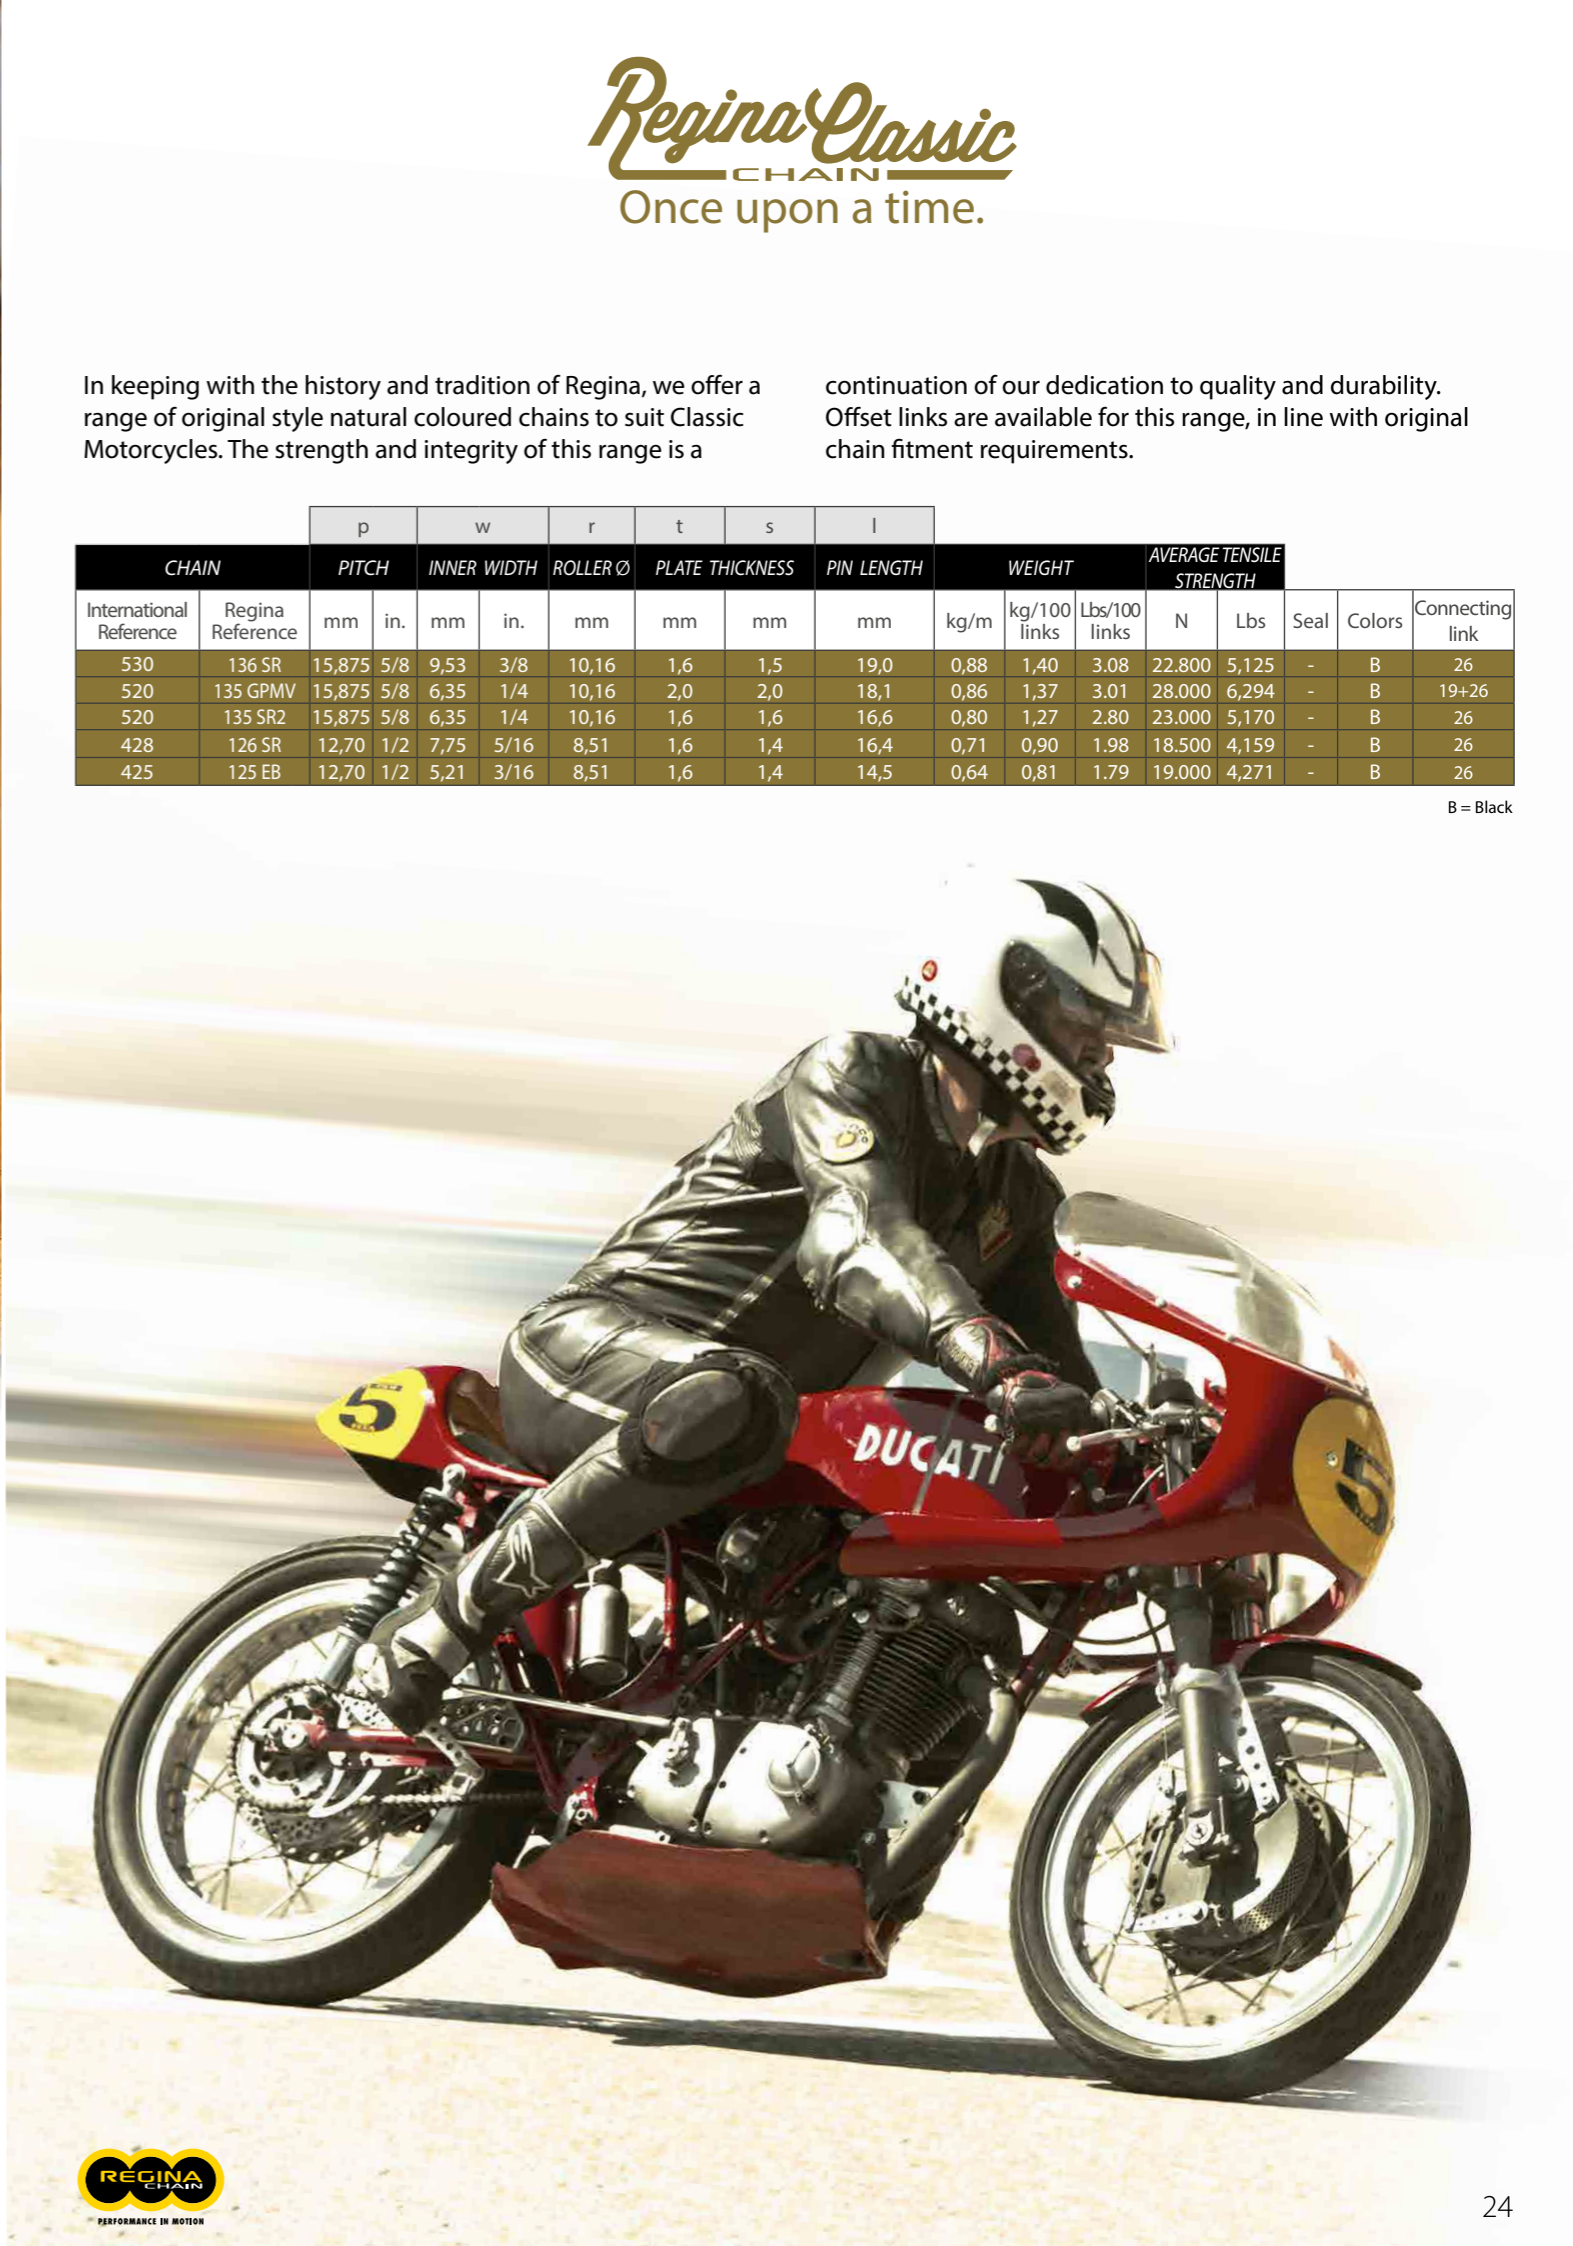 Regina Classic
CHAIN
Once upon a time.
In keeping with the history and tradition of Regina, we offer a
range of original style natural coloured chains to suit Classic
Motorcycles. The strength and integrity of this range is a
continuation of our dedication to quality and durability.
Offset links are available for this range, in line with original
chain fitment requirements.
p w r t s l
CHAIN PITCH INNER WIDTH ROLLER Ø PLATE THICKNESS PIN LENGTH WEIGHT AVERAGE TENSILE STRENGTH
International Reference Regina Reference mm in. mm in. mm mm mm mm kg/m kg/100 links Lbs/100 links N Lbs Seal Colors Connecting link
530 136 SR 15,875 5/8 9,53 3/8 10,16 1,6 1,5 19,0 0,88 1,40 3.08 22.800 5,125 - B 26
520 135 GPMV 15,875 5/8 6,35 1/4 10,16 2,0 2,0 18,1 0,86 1,37 3.01 28.000 6,294 - B 19+26
520 135 SR2 15,875 5/8 6,35 1/4 10,16 1,6 1,6 16,6 0,80 1,27 2.80 23.000 5,170 - B 26
428 126 SR 12,70 1/2 7,75 5/16 8,51 1,6 1,4 16,4 0,71 0,90 1.98 18.500 4,159 - B 26
425 125 EB 12,70 1/2 5,21 3/16 8,51 1,6 1,4 14,5 0,64 0,81 1.79 19.000 4,271 - B 26
B = Black
5
DUCATI
5
REGINA
CHAIN
PERFORMANCE IN MOTION
24